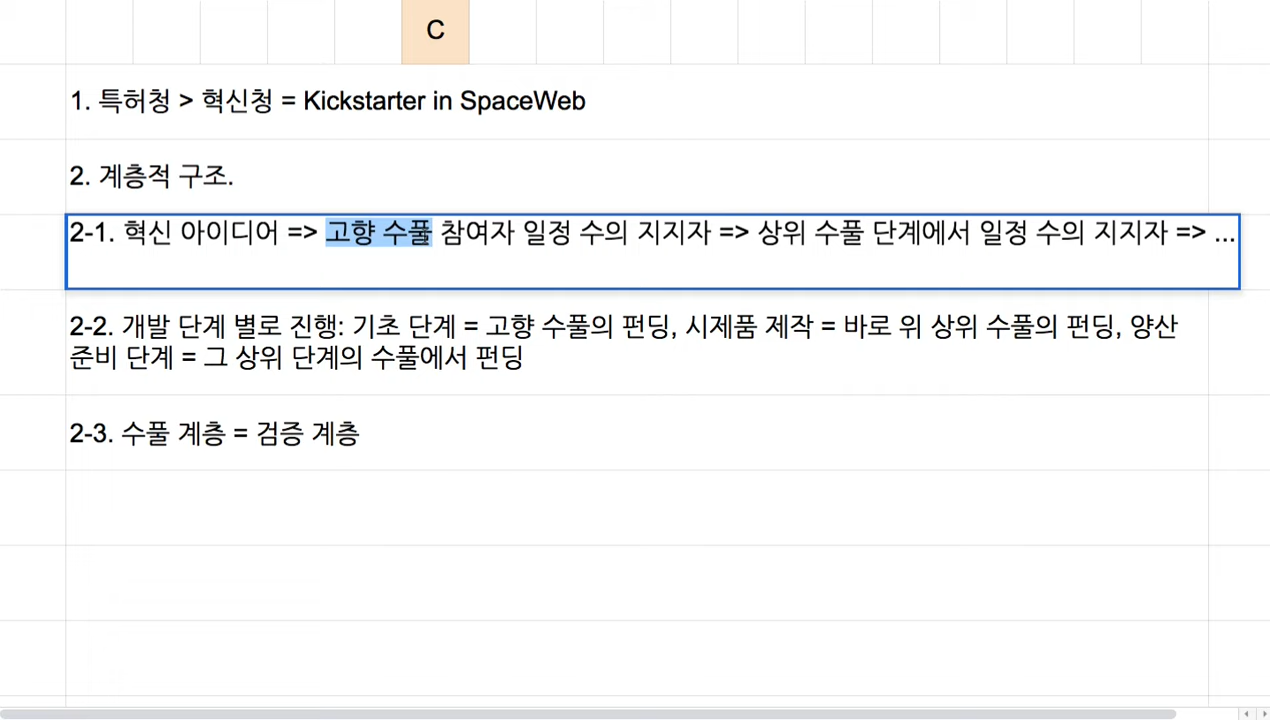 C
1. 특허청 > 혁신청 = Kickstarter in SpaceWeb
2. 계층적 구조.
2-1. 혁신 아이디어 => 고향 수풀 참여자 일정 수의 지지자 => 상위 수풀 단계에서 일정 수의 지지자 => ...
2-2. 개발 단계 별로 진행: 기초 단계 = 고향 수풀의 펀딩, 시제품 제작 = 바로 위 상위 수풀의 펀딩, 양산
준비 단계 = 그 상위 단계의 수풀에서 펀딩
2-3. 수풀 계층 = 검증 계층